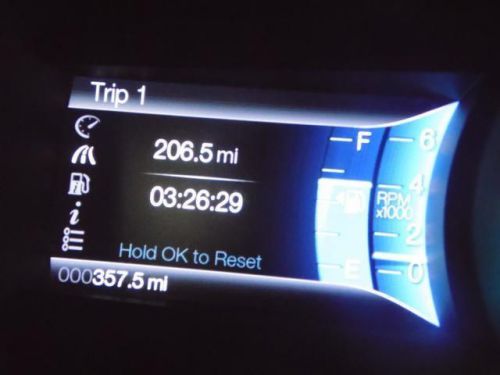 Trip 1
206.5 mi
03:26:29
Hold OK to Reset
000357.5 mi
F
E
6
4
RPM
x1000
2
0
i